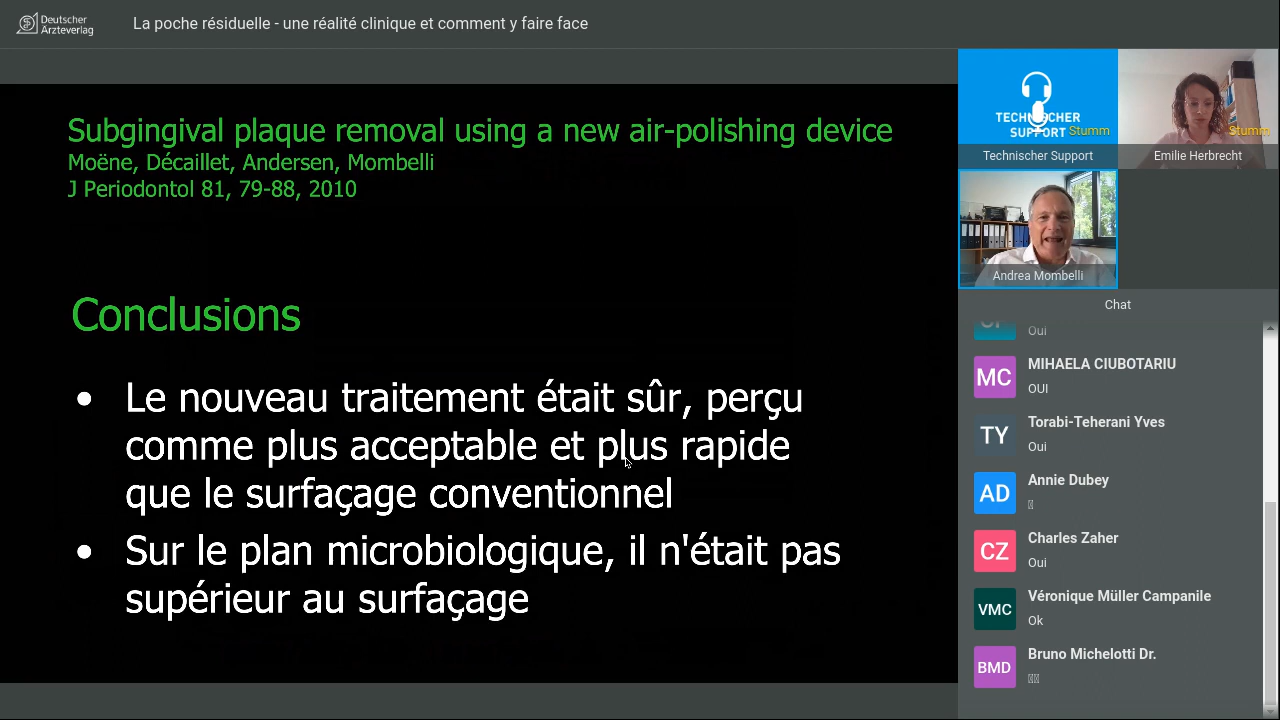 Deutscher
Ärzteverlag
La poche résiduelle - une réalité clinique et comment y faire face
Subgingival plaque removal using a new air-polishing device
Moëne, Décaillet, Andersen, Mombelli
J Periodontol 81, 79-88, 2010
Conclusions
• Le nouveau traitement était sûr, perçu
comme plus acceptable et plus rapide
que le surfaçage conventionnel
• Sur le plan microbiologique, il n'était pas
supérieur au surfaçage
TECHNISCHER
SUPPORT
Stumm
Technischer Support
Stumm
Emilie Herbrecht
Andrea Mombelli
Chat
Oui
MC
MIHAELA CIUBOTARIU
OUI
TY
Torabi-Teherani Yves
Oui
AD
Annie Dubey
CZ
Charles Zaher
Oui
VMC
Véronique Müller Campanile
Ok
BMD
Bruno Michelotti Dr.